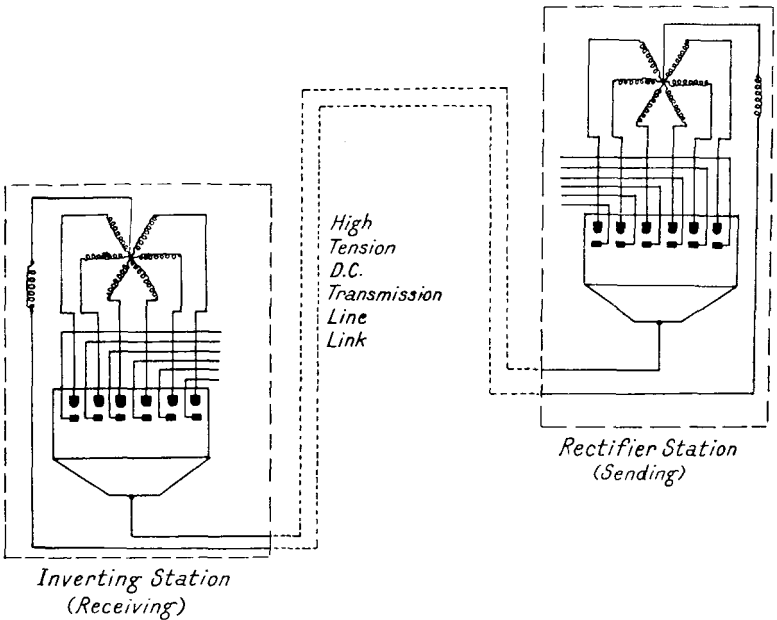 High
Tension
D.C.
Transmission
Line
Link
Rectifier Station
(Sending)
Inverting Station
(Receiving)